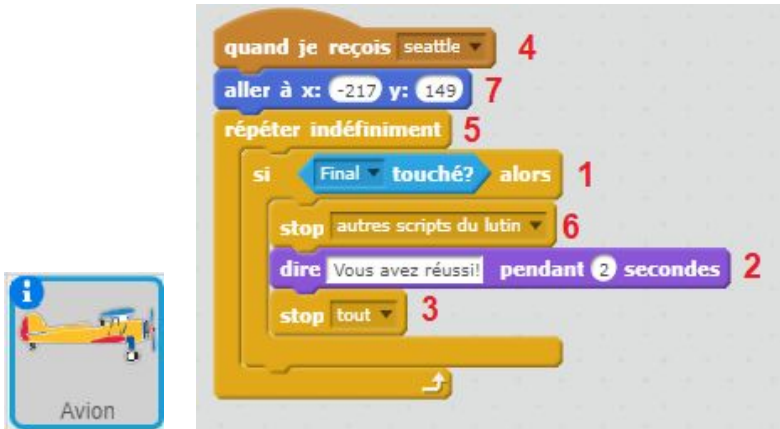 quand je reçois seattle 4
aller à x: -217 y: 149 7
répéter indéfiniment 5
si Final touché? alors 1
stop autres scripts du lutin 6
dire Vous avez réussi! pendant 2 secondes 2
stop tout 3
i
Avion